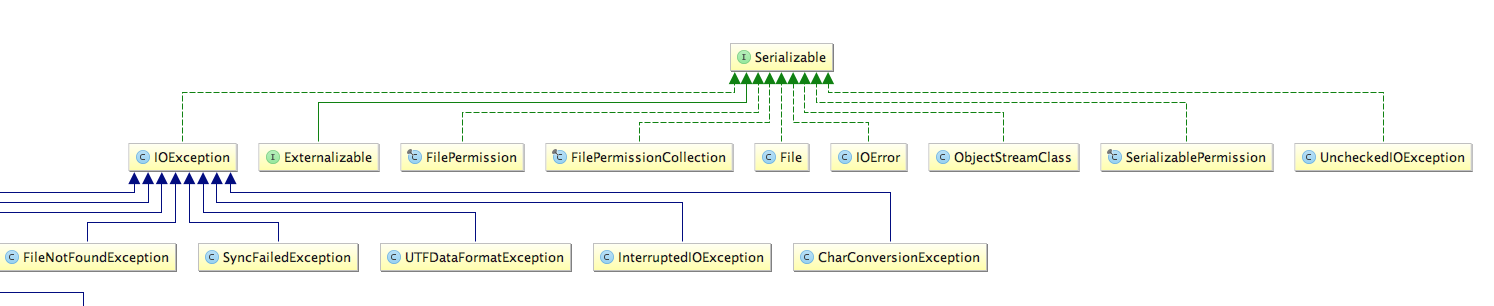 I Serializable
C IOException
I Externalizable
C FilePermission
C FilePermissionCollection
C File
C IOError
C ObjectStreamClass
C SerializablePermission
C UncheckedIOException
C FileNotFoundException
C SyncFailedException
C UTFDataFormatException
C InterruptedIOException
C CharConversionException